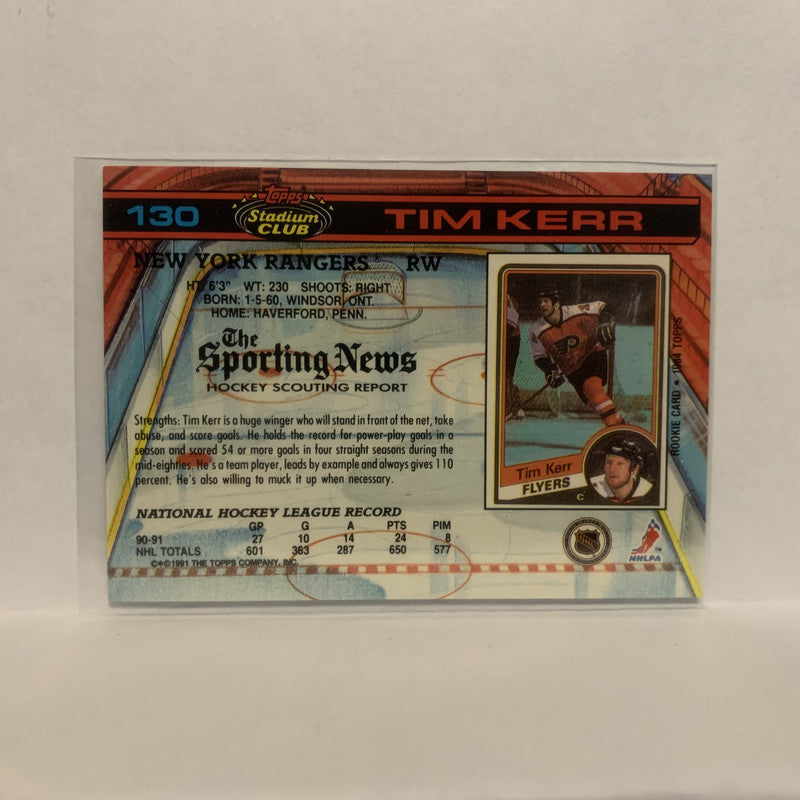 130
Topps
Stadium
CLUB
TIM KERR
NEW YORK RANGERS® RW
HT: 6'3" WT: 230 SHOOTS: RIGHT
BORN: 1-5-60, WINDSOR, ONT.
HOME: HAVERFORD, PENN.
The
Sporting News
HOCKEY SCOUTING REPORT
Strengths: Tim Kerr is a huge winger who will stand in front of the net, take
abuse, and score goals. He holds the record for power-play goals in a
season and scored 54 or more goals in four straight seasons during the
mid-eighties. He's a team player, leads by example and always gives 110
percent. He's also willing to muck it up when necessary.
Tim Kerr
FLYERS
C
ROOKIE CARD • 1984 TOPPS
NATIONAL HOCKEY LEAGUE RECORD
GP G A PTS PIM
90-91 27 10 14 24 8
NHL TOTALS 601 363 287 650 577
C✱©1991 THE TOPPS COMPANY, INC.
NHL
NHLPA™